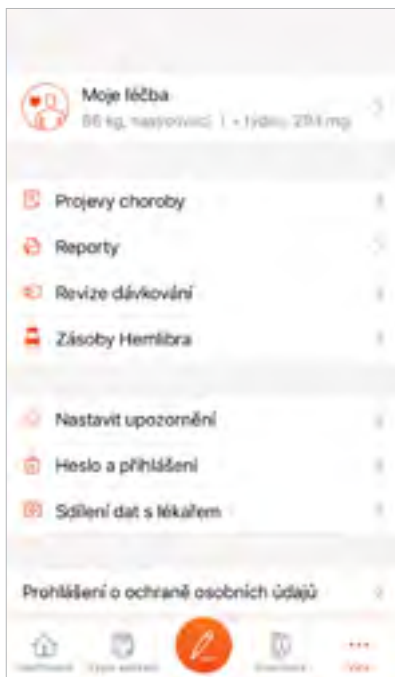 Moje léčba
Projevy choroby
Reporty
Revize dávkování
Zásoby Hemlibra
Nastavit upozornění
Heslo a přihlášení
Sdílení dat s lékařem
Prohlášení o ochraně osobních údajů